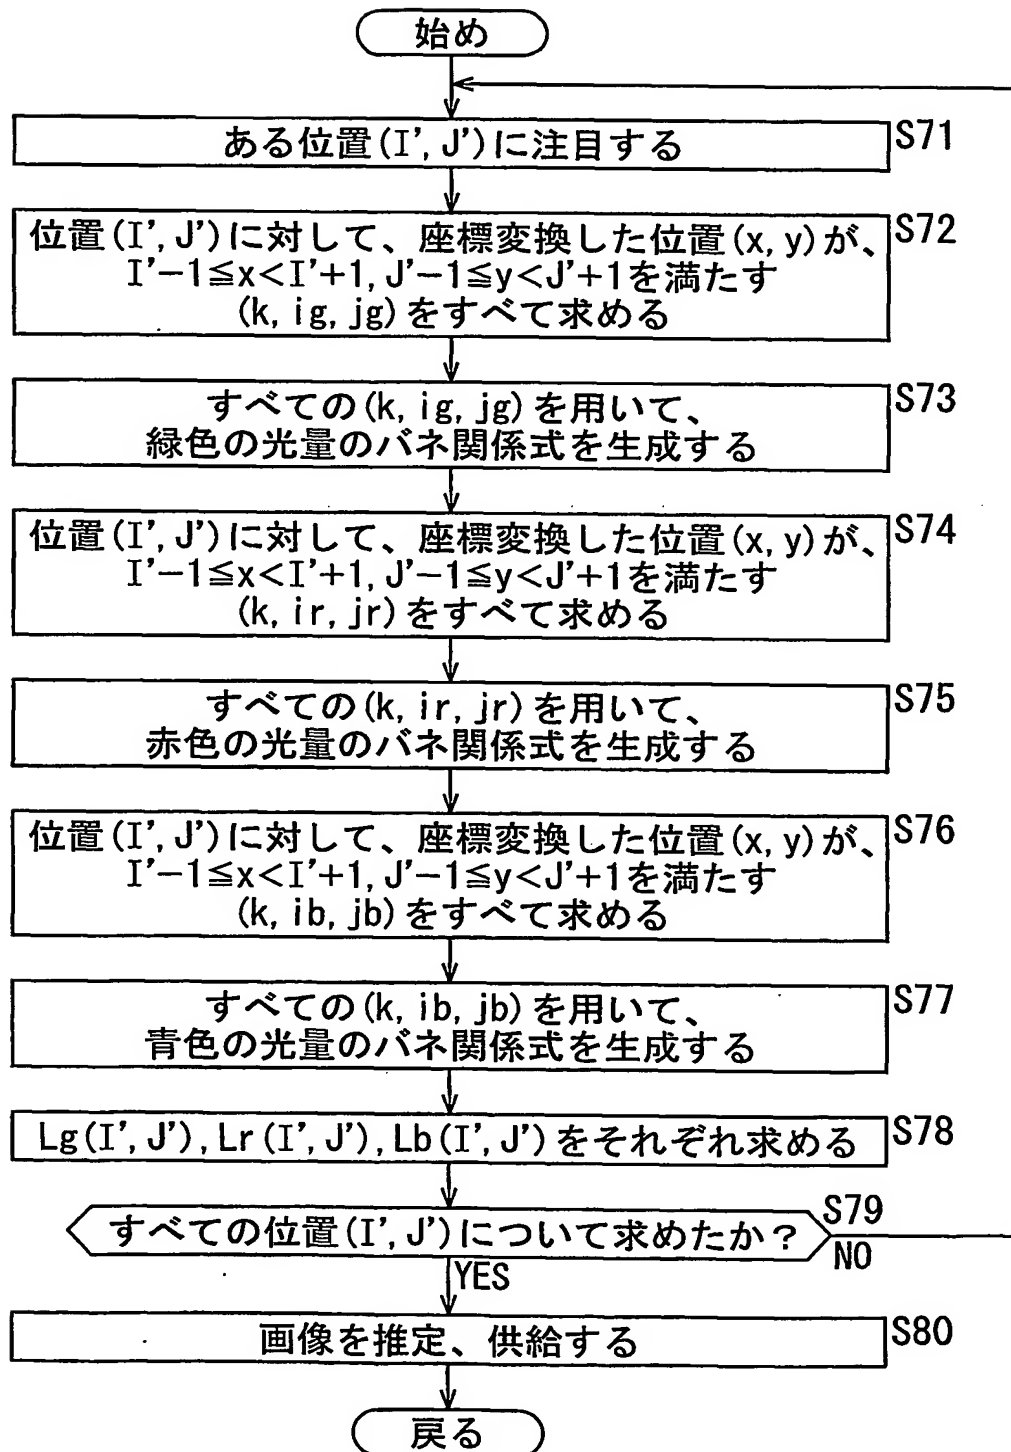 始め
ある位置(I', J')に注目する
S71
位置(I', J')に対して、座標変換した位置(x, y)が、
I'-1≦x<I'+1, J'-1≦y<J'+1を満たす
(k, ig, jg)をすべて求める
S72
すべての(k, ig, jg)を用いて、
緑色の光量のバネ関係式を生成する
S73
位置(I', J')に対して、座標変換した位置(x, y)が、
I'-1≦x<I'+1, J'-1≦y<J'+1を満たす
(k, ir, jr)をすべて求める
S74
すべての(k, ir, jr)を用いて、
赤色の光量のバネ関係式を生成する
S75
位置(I', J')に対して、座標変換した位置(x, y)が、
I'-1≦x<I'+1, J'-1≦y<J'+1を満たす
(k, ib, jb)をすべて求める
S76
すべての(k, ib, jb)を用いて、
青色の光量のバネ関係式を生成する
S77
Lg(I', J'), Lr(I', J'), Lb(I', J')をそれぞれ求める
S78
すべての位置(I', J')について求めたか？
S79
NO
YES
画像を推定、供給する
S80
戻る